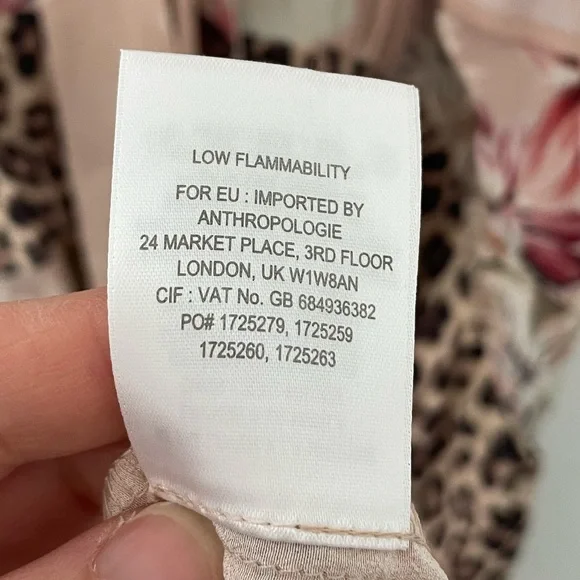 LOW FLAMMABILITY
FOR EU : IMPORTED BY
ANTHROPOLOGIE
24 MARKET PLACE, 3RD FLOOR
LONDON, UK W1W8AN
CIF : VAT No. GB 684936382
PO# 1725279, 1725259
1725260, 1725263